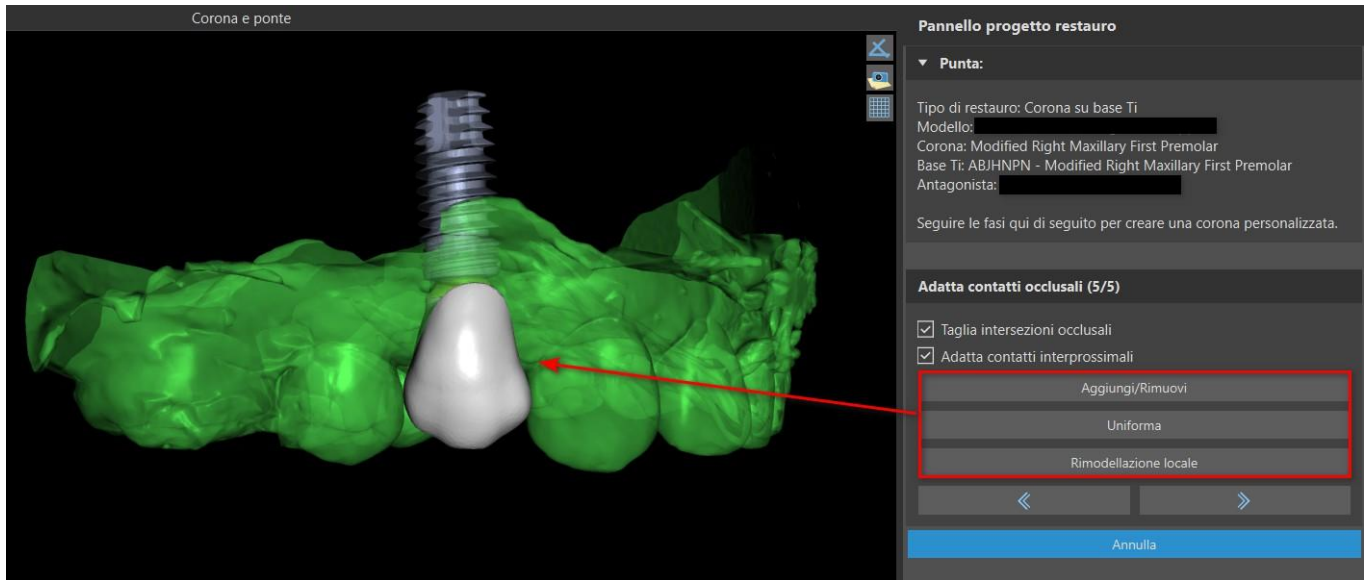 Corona e ponte
Pannello progetto restauro
Punta:
Tipo di restauro: Corona su base Ti
Modello:
Corona: Modified Right Maxillary First Premolar
Base Ti: ABJHNPN - Modified Right Maxillary First Premolar
Antagonista:
Seguire le fasi qui di seguito per creare una corona personalizzata.
Adatta contatti occlusali (5/5)
Taglia intersezioni occlusali
Adatta contatti interprossimali
Aggiungi/Rimuovi
Uniforma
Rimodellazione locale
Annulla